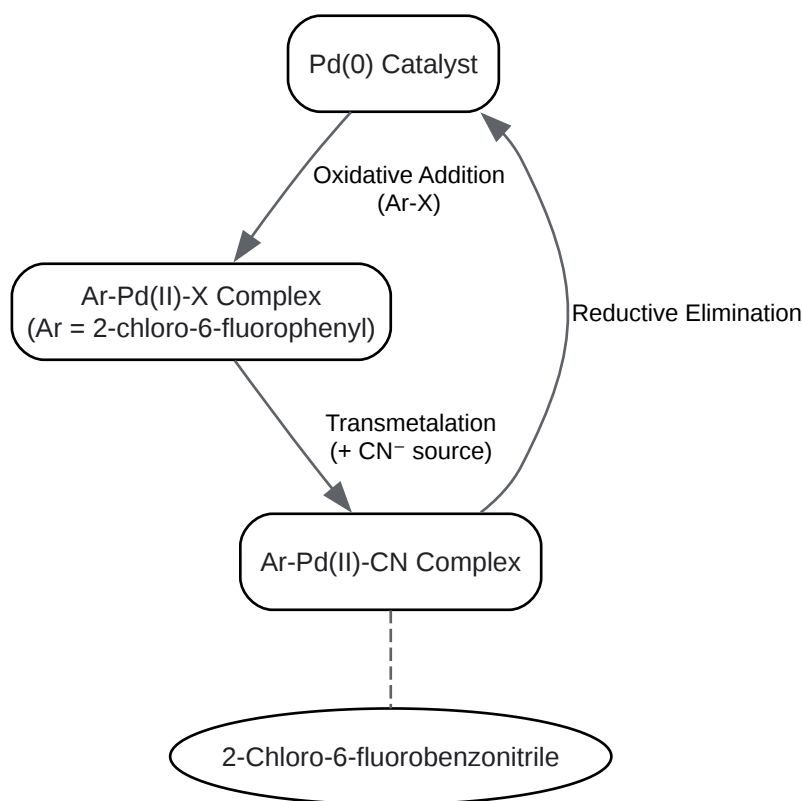 Pd(0) Catalyst
Oxidative Addition
(Ar-X)
Ar-Pd(II)-X Complex
(Ar = 2-chloro-6-fluorophenyl)
Reductive Elimination
Transmetalation
(+ CN⁻ source)
Ar-Pd(II)-CN Complex
2-Chloro-6-fluorobenzonitrile